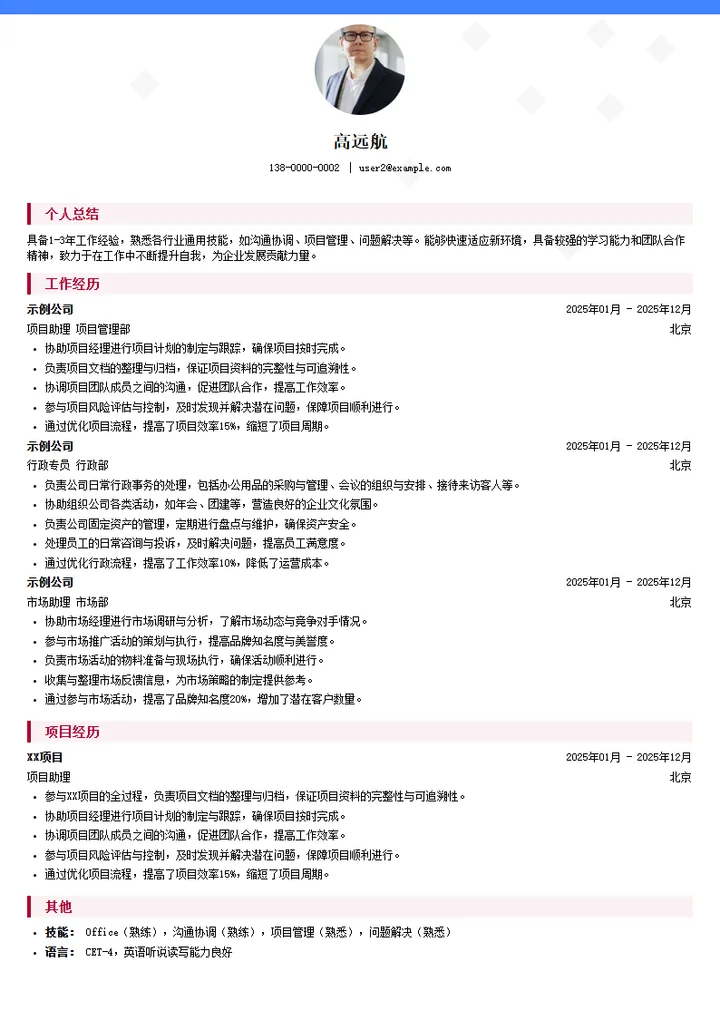 高远航
138-0000-0002 | user2@example.com
个人总结
具备1-3年工作经验，熟悉各行业通用技能，如沟通协调、项目管理、问题解决等。能够快速适应新环境，具备较强的学习能力和团队合作
精神，致力于在工作中不断提升自我，为企业发展贡献力量。
工作经历
示例公司 2025年01月 - 2025年12月
项目助理 项目管理部 北京
• 协助项目经理进行项目计划的制定与跟踪，确保项目按时完成。
• 负责项目文档的整理与归档，保证项目资料的完整性与可追溯性。
• 协调项目团队成员之间的沟通，促进团队合作，提高工作效率。
• 参与项目风险评估与控制，及时发现并解决潜在问题，保障项目顺利进行。
• 通过优化项目流程，提高了项目效率15%，缩短了项目周期。
示例公司 2025年01月 - 2025年12月
行政专员 行政部 北京
• 负责公司日常行政事务的处理，包括办公用品的采购与管理、会议的组织与安排、接待来访客人等。
• 协助组织公司各类活动，如年会、团建等，营造良好的企业文化氛围。
• 负责公司固定资产的管理，定期进行盘点与维护，确保资产安全。
• 处理员工的日常咨询与投诉，及时解决问题，提高员工满意度。
• 通过优化行政流程，提高了工作效率10%，降低了运营成本。
示例公司 2025年01月 - 2025年12月
市场助理 市场部 北京
• 协助市场经理进行市场调研与分析，了解市场动态与竞争对手情况。
• 参与市场推广活动的策划与执行，提高品牌知名度与美誉度。
• 负责市场活动的物料准备与现场执行，确保活动顺利进行。
• 收集与整理市场反馈信息，为市场策略的制定提供参考。
• 通过参与市场活动，提高了品牌知名度20%，增加了潜在客户数量。
项目经历
XX项目 2025年01月 - 2025年12月
项目助理 北京
• 参与XX项目的全过程，负责项目文档的整理与归档，保证项目资料的完整性与可追溯性。
• 协助项目经理进行项目计划的制定与跟踪，确保项目按时完成。
• 协调项目团队成员之间的沟通，促进团队合作，提高工作效率。
• 参与项目风险评估与控制，及时发现并解决潜在问题，保障项目顺利进行。
• 通过优化项目流程，提高了项目效率15%，缩短了项目周期。
其他
• 技能： Office（熟练），沟通协调（熟练），项目管理（熟悉），问题解决（熟悉）
• 语言： CET-4，英语听说读写能力良好